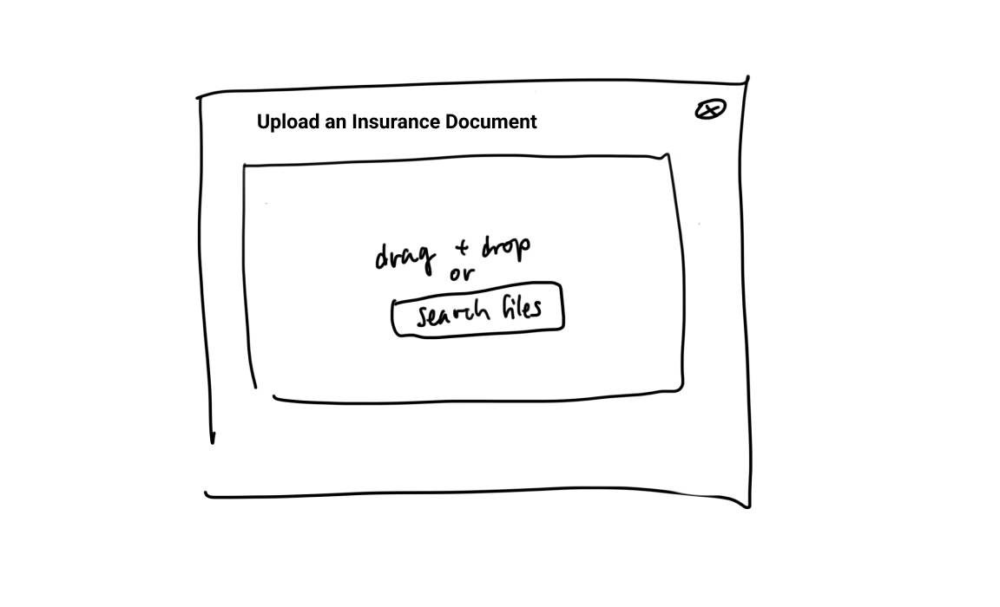 Upload an Insurance Document
drag + drop
or
search files